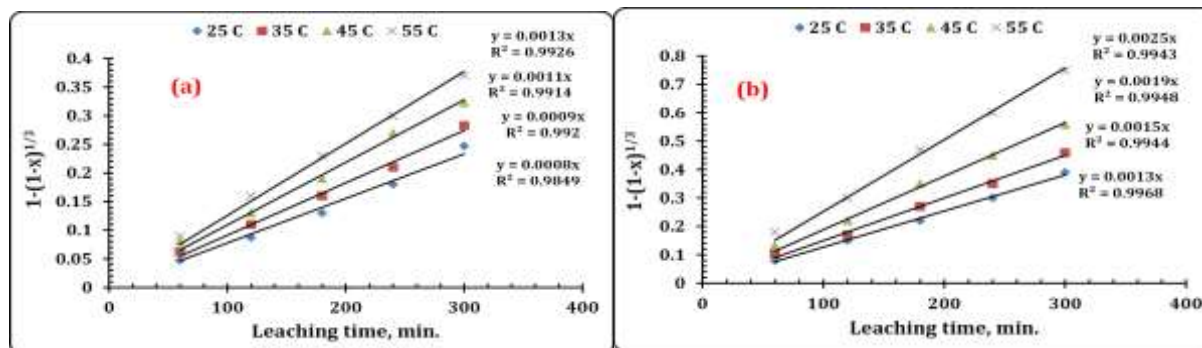 25 C 35 C 45 C 55 C
y = 0.0013x
R² = 0.9926
y = 0.0011x
R² = 0.9914
y = 0.0009x
R² = 0.992
y = 0.0008x
R² = 0.9849
(a)
1-(1-x)^1/3
0.4
0.35
0.3
0.25
0.2
0.15
0.1
0.05
0
0 100 200 300 400
Leaching time, min.
25 C 35 C 45 C 55 C
y = 0.0025x
R² = 0.9943
y = 0.0019x
R² = 0.9948
y = 0.0015x
R² = 0.9944
y = 0.0013x
R² = 0.9968
(b)
1-(1-x)^1/3
0.8
0.7
0.6
0.5
0.4
0.3
0.2
0.1
0
0 100 200 300 400
Leaching time, min.